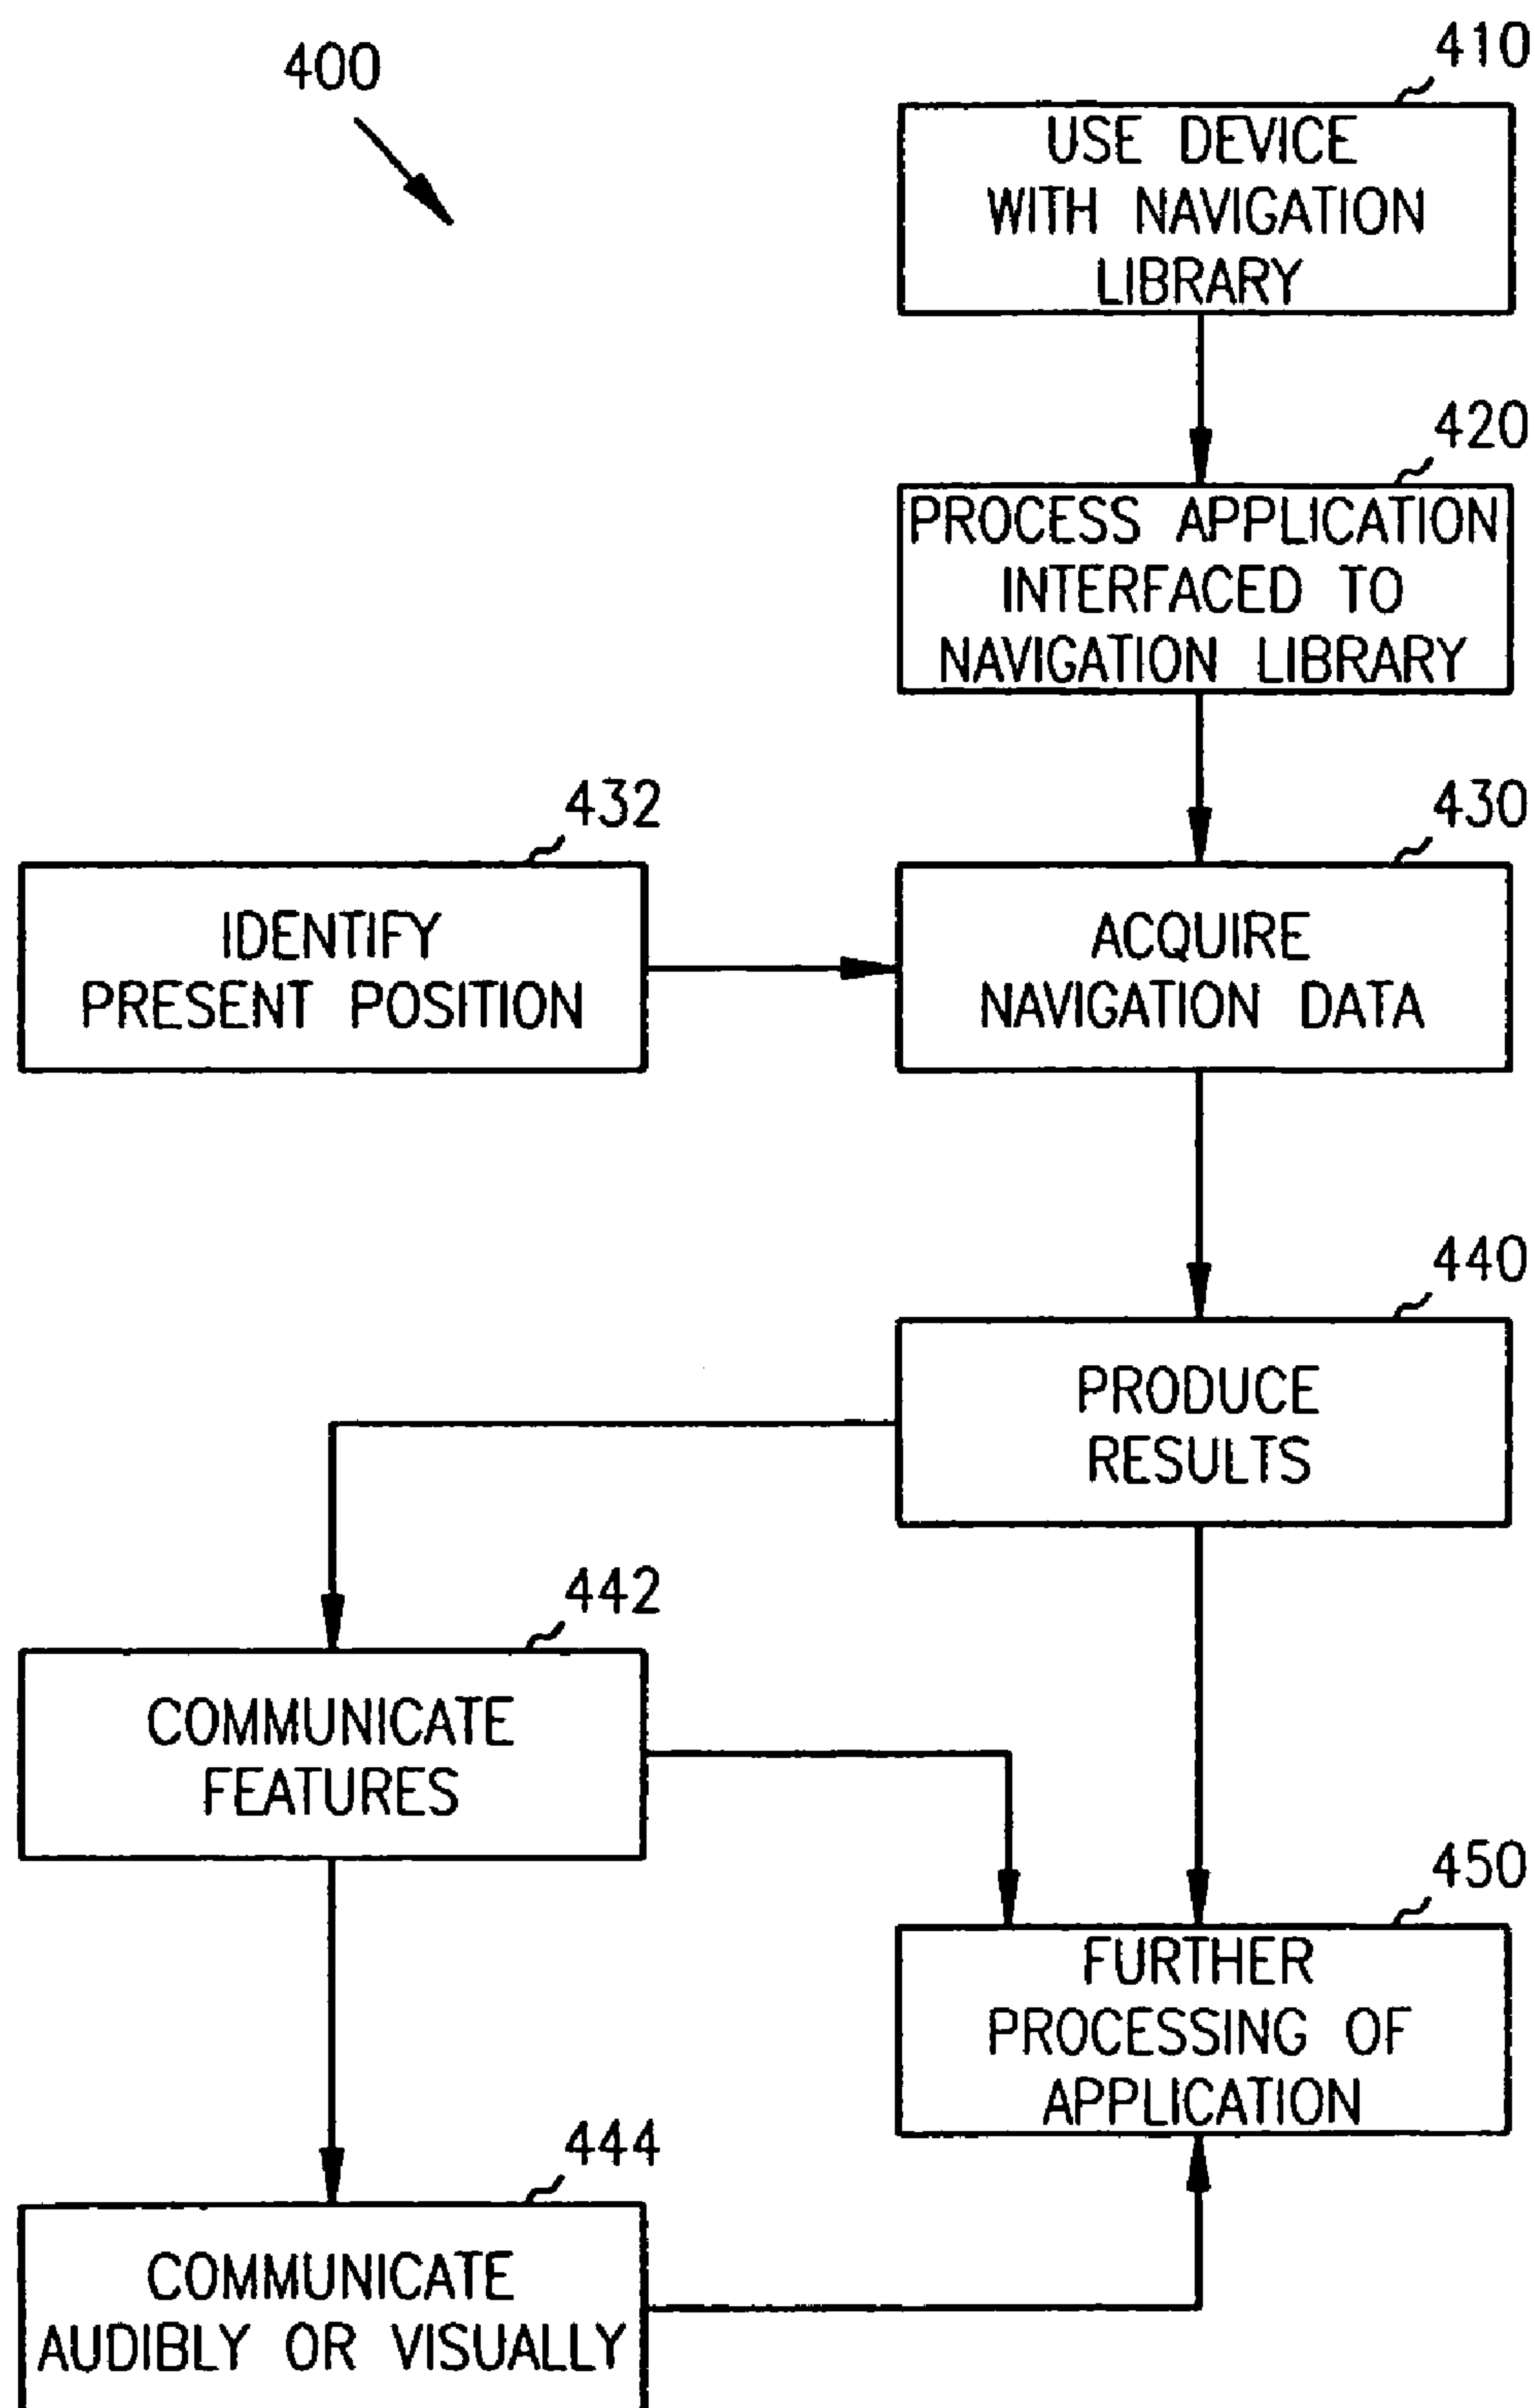 400
410
USE DEVICE
WITH NAVIGATION
LIBRARY
420
PROCESS APPLICATION
INTERFACED TO
NAVIGATION LIBRARY
432
IDENTIFY
PRESENT POSITION
430
ACQUIRE
NAVIGATION DATA
440
PRODUCE
RESULTS
442
COMMUNICATE
FEATURES
450
FURTHER
PROCESSING OF
APPLICATION
444
COMMUNICATE
AUDIBLY OR VISUALLY